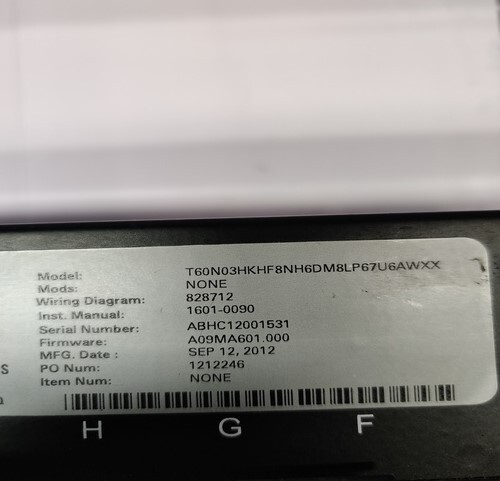 Model: T60N03HKHF8NH6DM8LP67U6AWXX
Mods: NONE
Wiring Diagram: 828712
Inst. Manual: 1601-0090
Serial Number: ABHC12001531
Firmware: A09MA601.000
MFG. Date : SEP 12, 2012
PO Num: 1212246
Item Num: NONE
H G F